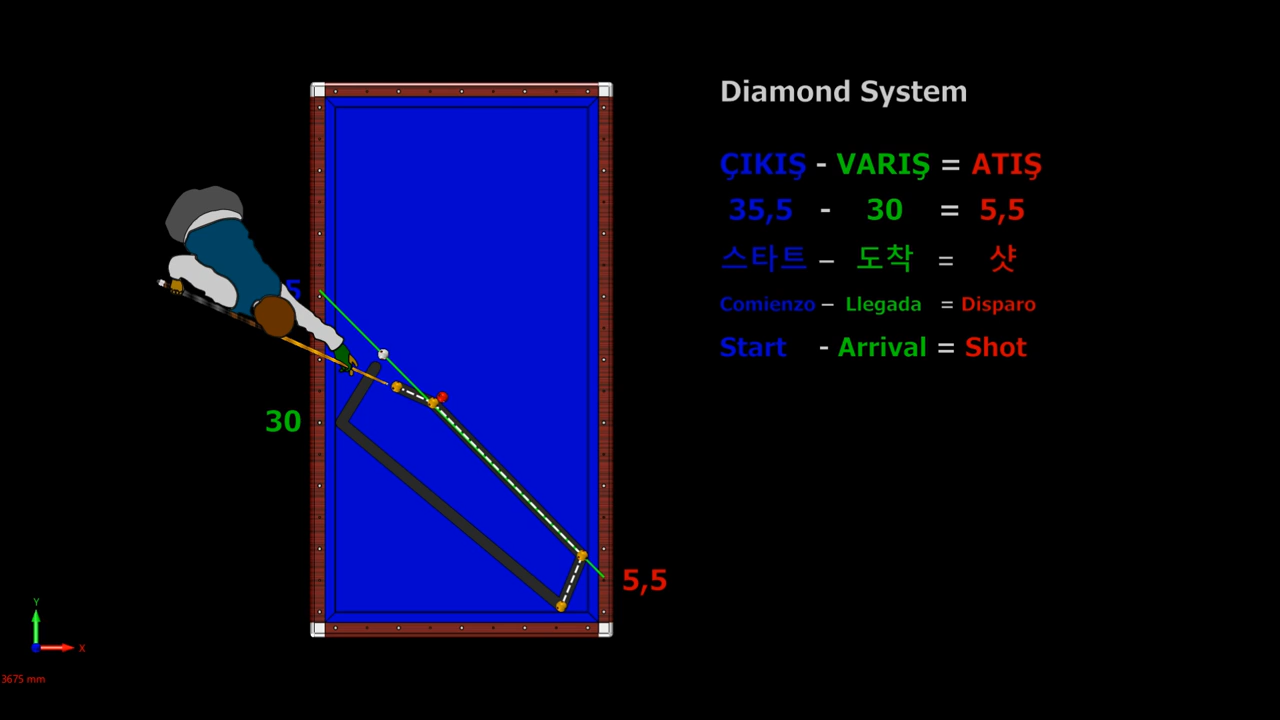 Diamond System
ÇIKIŞ - VARIŞ = ATIŞ
35,5 - 30 = 5,5
스타트 – 도착 = 샷
Comienzo – Llegada = Disparo
Start - Arrival = Shot
5
30
5,5
Y
X
3675 mm